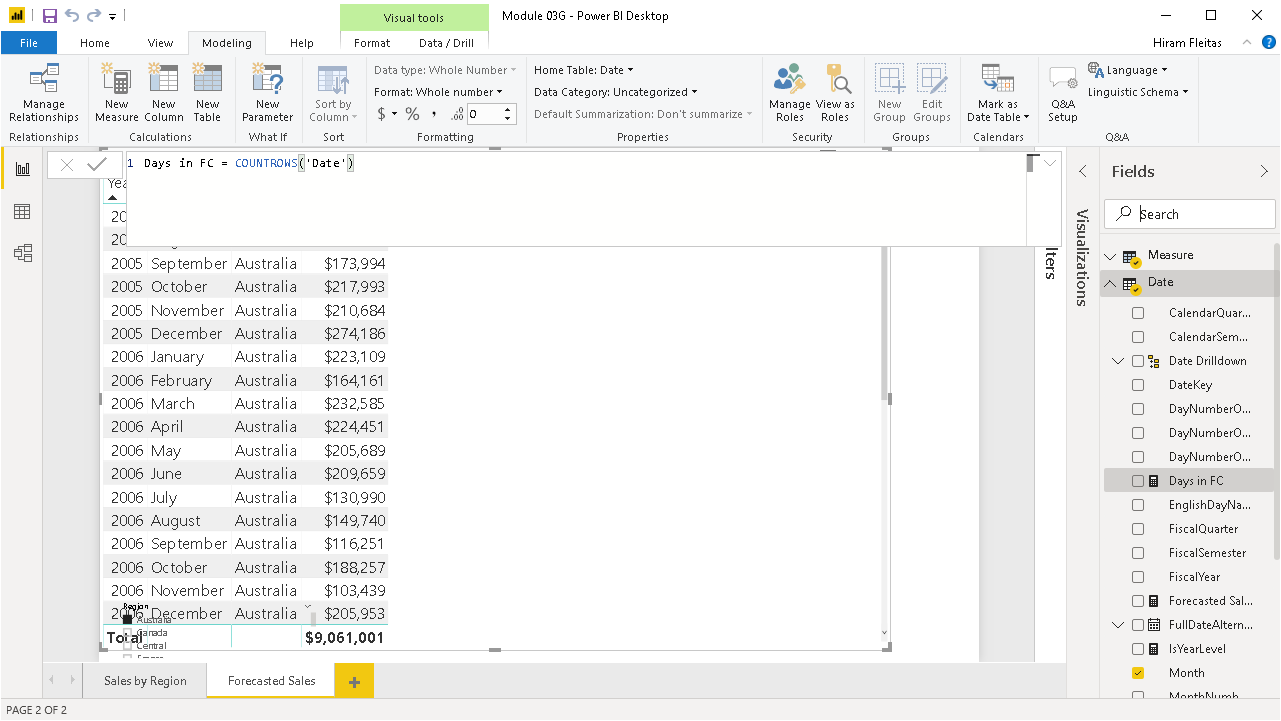 Visual tools
Module 03G - Power BI Desktop
File
Home
View
Modeling
Help
Format
Data / Drill
Hiram Fleitas
Manage Relationships
New Measure
New Column
New Table
New Parameter
Sort by Column
Data type: Whole Number
Format: Whole number
$ % , .00 0
Home Table: Date
Data Category: Uncategorized
Default Summarization: Don't summarize
Manage Roles
View as Roles
New Group
Edit Groups
Mark as Date Table
Q&A Setup
Language
Linguistic Schema
Relationships
Calculations
What If
Sort
Formatting
Properties
Security
Groups
Calendars
Q&A
1 Days in FC = COUNTROWS('Date')
2005 September Australia $173,994
2005 October Australia $217,993
2005 November Australia $210,684
2005 December Australia $274,186
2006 January Australia $223,109
2006 February Australia $164,161
2006 March Australia $232,585
2006 April Australia $224,451
2006 May Australia $205,689
2006 June Australia $209,659
2006 July Australia $130,990
2006 August Australia $149,740
2006 September Australia $116,251
2006 October Australia $188,257
2006 November Australia $103,439
2006 December Australia $205,953
Total $9,061,001
Region
Australia
Canada
Central
lters
Visualizations
Fields
Search
Measure
Date
CalendarQuar...
CalendarSem...
Date Drilldown
DateKey
DayNumberO...
DayNumberO...
DayNumberO...
Days in FC
EnglishDayNa...
FiscalQuarter
FiscalSemester
FiscalYear
Forecasted Sal...
FullDateAltern...
IsYearLevel
Month
MonthNumb...
Sales by Region
Forecasted Sales
PAGE 2 OF 2